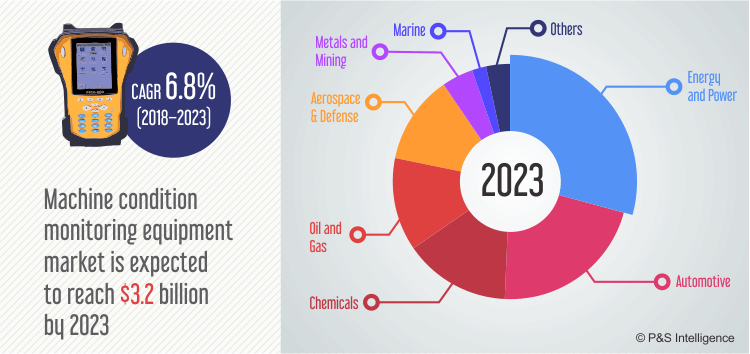 CAGR 6.8%
(2018–2023)
Machine condition
monitoring equipment
market is expected
to reach $3.2 billion
by 2023
Marine
Others
Metals and
Mining
Energy
and Power
Aerospace
& Defense
2023
Oil and
Gas
Automotive
Chemicals
© P&S Intelligence